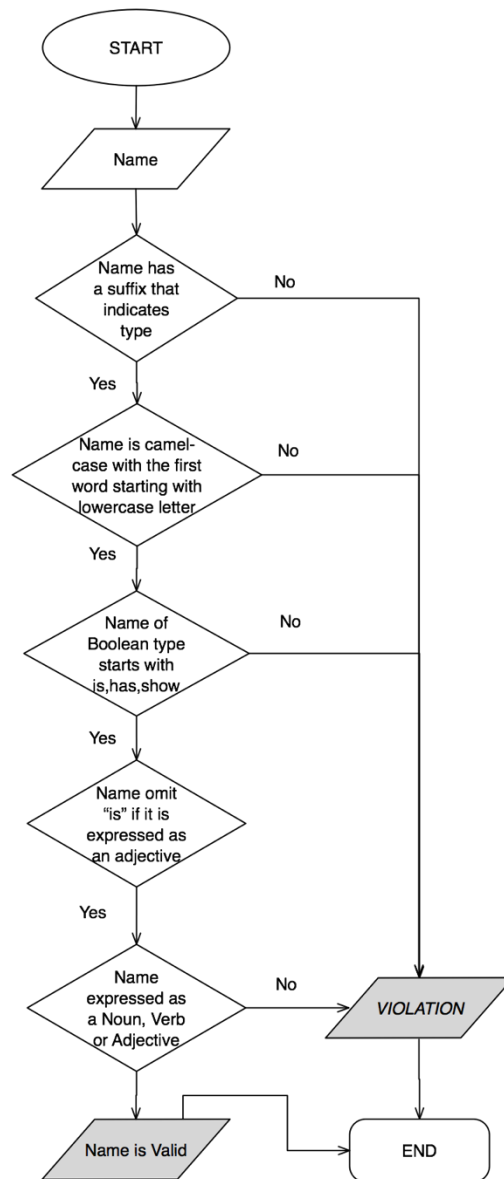 START
Name
Name has
a suffix that
indicates
type
No
Yes
Name is camel-
case with the first
word starting with
lowercase letter
No
Yes
Name of
Boolean type
starts with
is,has,show
No
Yes
Name omit
“is” if it is
expressed as
an adjective
Yes
Name
expressed as
a Noun, Verb
or Adjective
No
VIOLATION
Name is Valid
END